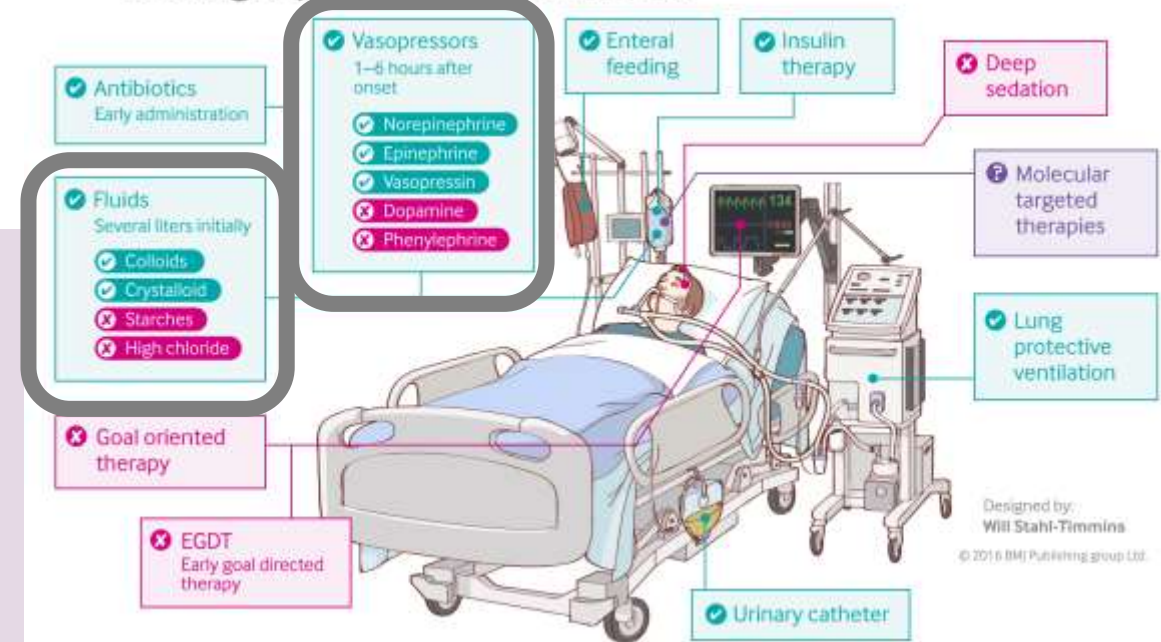 Antibiotics
Early administration
Fluids
Several liters initially
Colloids
Crystalloid
Starches
High chloride
Vasopressors
1–6 hours after
onset
Norepinephrine
Epinephrine
Vasopressin
Dopamine
Phenylephrine
Enteral
feeding
Insulin
therapy
Deep
sedation
Molecular
targeted
therapies
134
Lung
protective
ventilation
Goal oriented
therapy
EGDT
Early goal directed
therapy
Urinary catheter
Designed by:
Will Stahl-Timmins
© 2016 BMJ Publishing group Ltd.